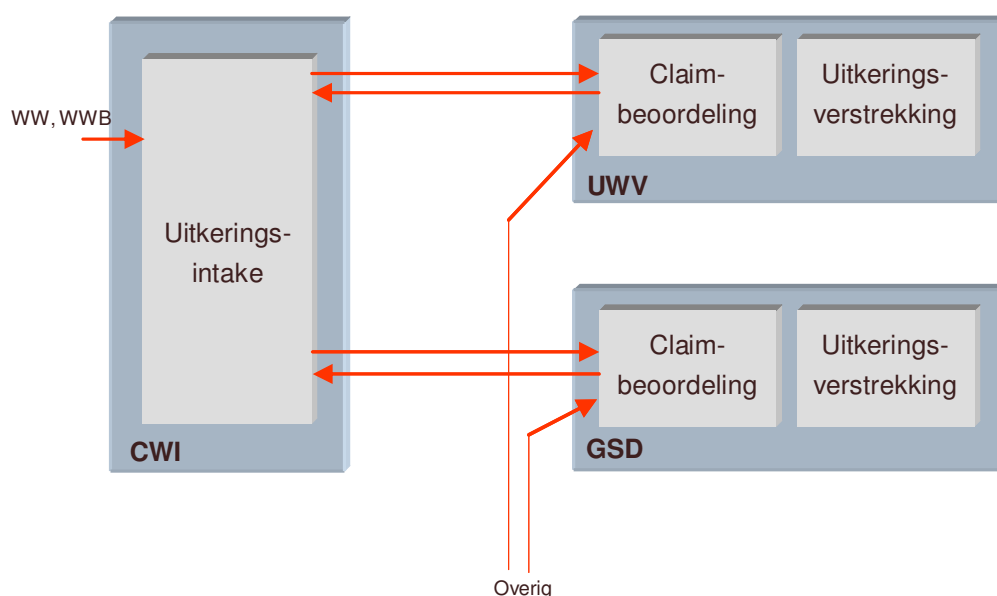 WW, WWB
Uitkerings-
intake
CWI
Claim-
beoordeling
Uitkerings-
verstrekking
UWV
Claim-
beoordeling
Uitkerings-
verstrekking
GSD
Overig